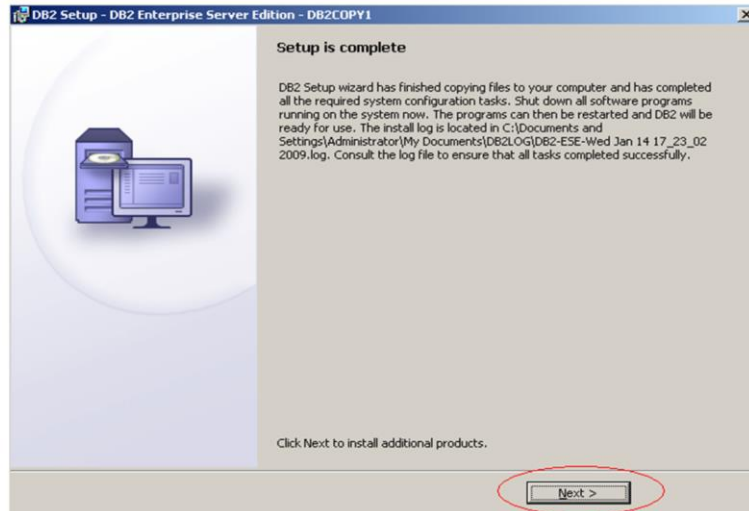 DB2 Setup - DB2 Enterprise Server Edition - DB2COPY1
Setup is complete
DB2 Setup wizard has finished copying files to your computer and has completed
all the required system configuration tasks. Shut down all software programs
running on the system now. The programs can then be restarted and DB2 will be
ready for use. The install log is located in C:\Documents and
Settings\Administrator\My Documents\DB2LOG\DB2-ESE-Wed Jan 14 17_23_02
2009.log. Consult the log file to ensure that all tasks completed successfully.
Click Next to install additional products.
Next >